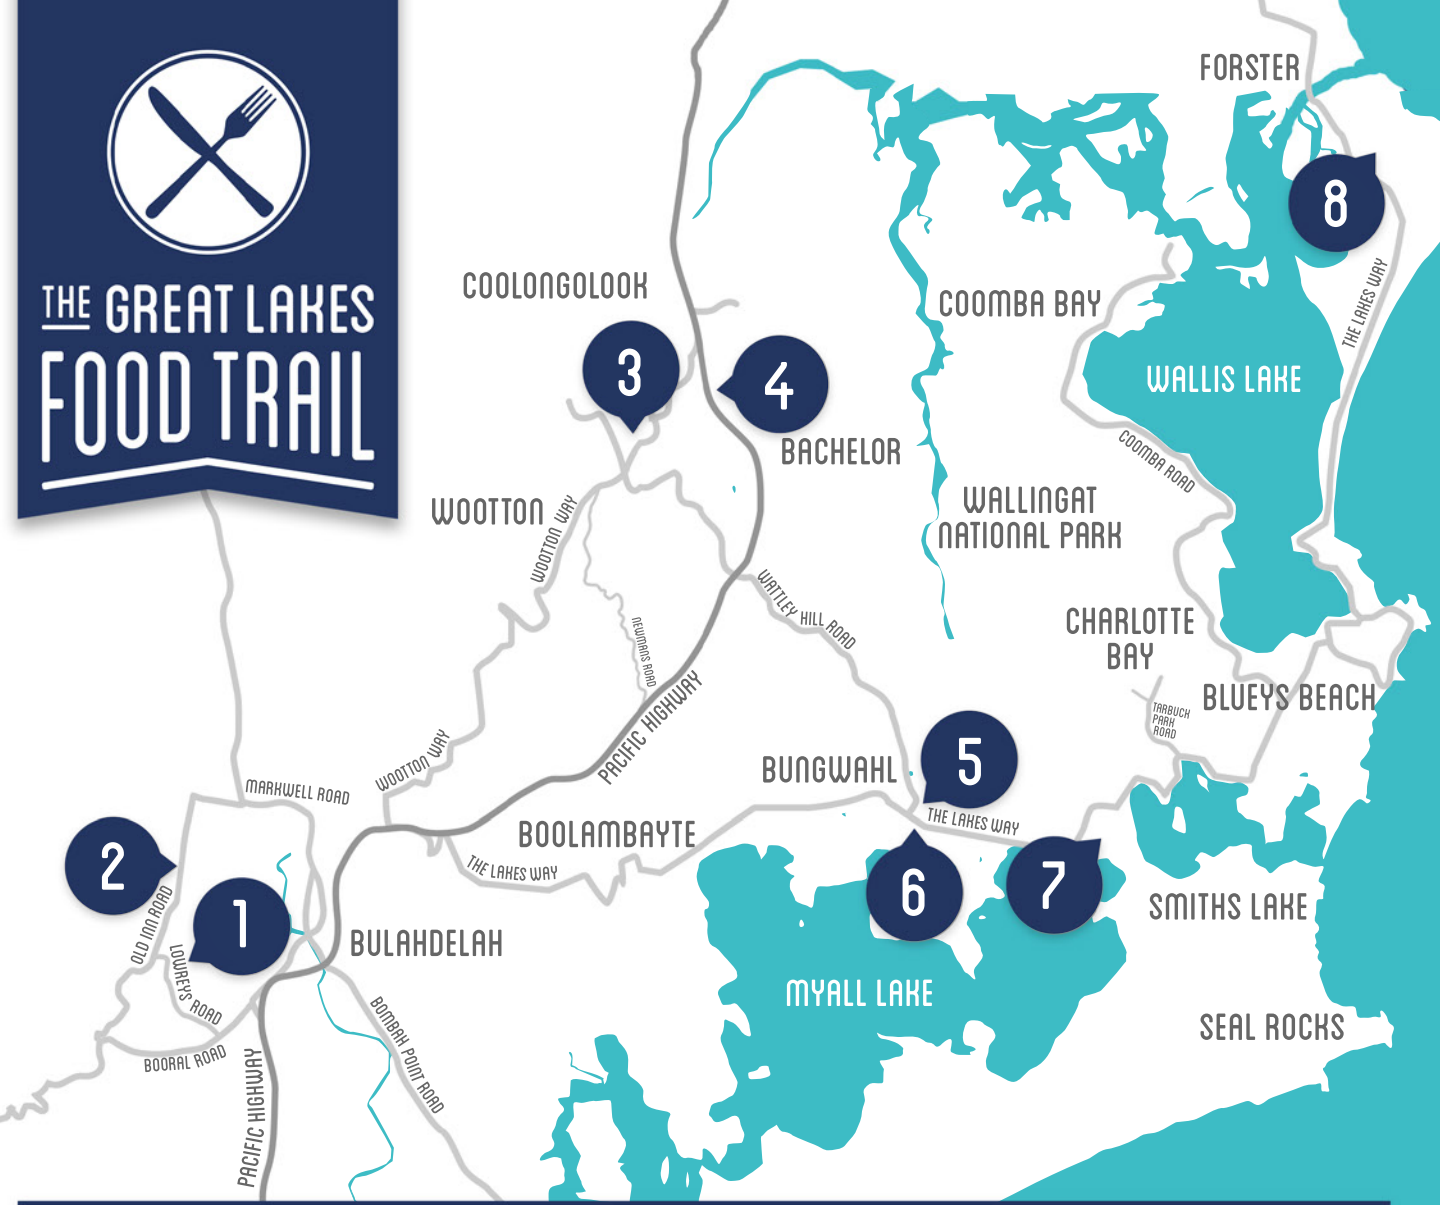 THE GREAT LAKES
FOOD TRAIL
FORSTER
8
THE LAKES WAY
COOLONGOLOOK
3
4
BACHELOR
COOMBA BAY
WALLIS LAKE
COOMBA ROAD
WOOTTON
WOOTTON WAY
WALLINGAT
NATIONAL PARK
NEWMANS ROAD
WATTLEY HILL ROAD
CHARLOTTE
BAY
BLUEYS BEACH
TARBUCK
PARK
ROAD
PACIFIC HIGHWAY
WOOTTON WAY
MARKWELL ROAD
BUNGWAHL
5
THE LAKES WAY
BOOLAMBAYTE
THE LAKES WAY
2
OLD INN ROAD
1
LOWREYS ROAD
BOORAL ROAD
BULAHDELAH
6
7
SMITHS LAKE
MYALL LAKE
SEAL ROCKS
BOMBAH POINT ROAD
PACIFIC HIGHWAY